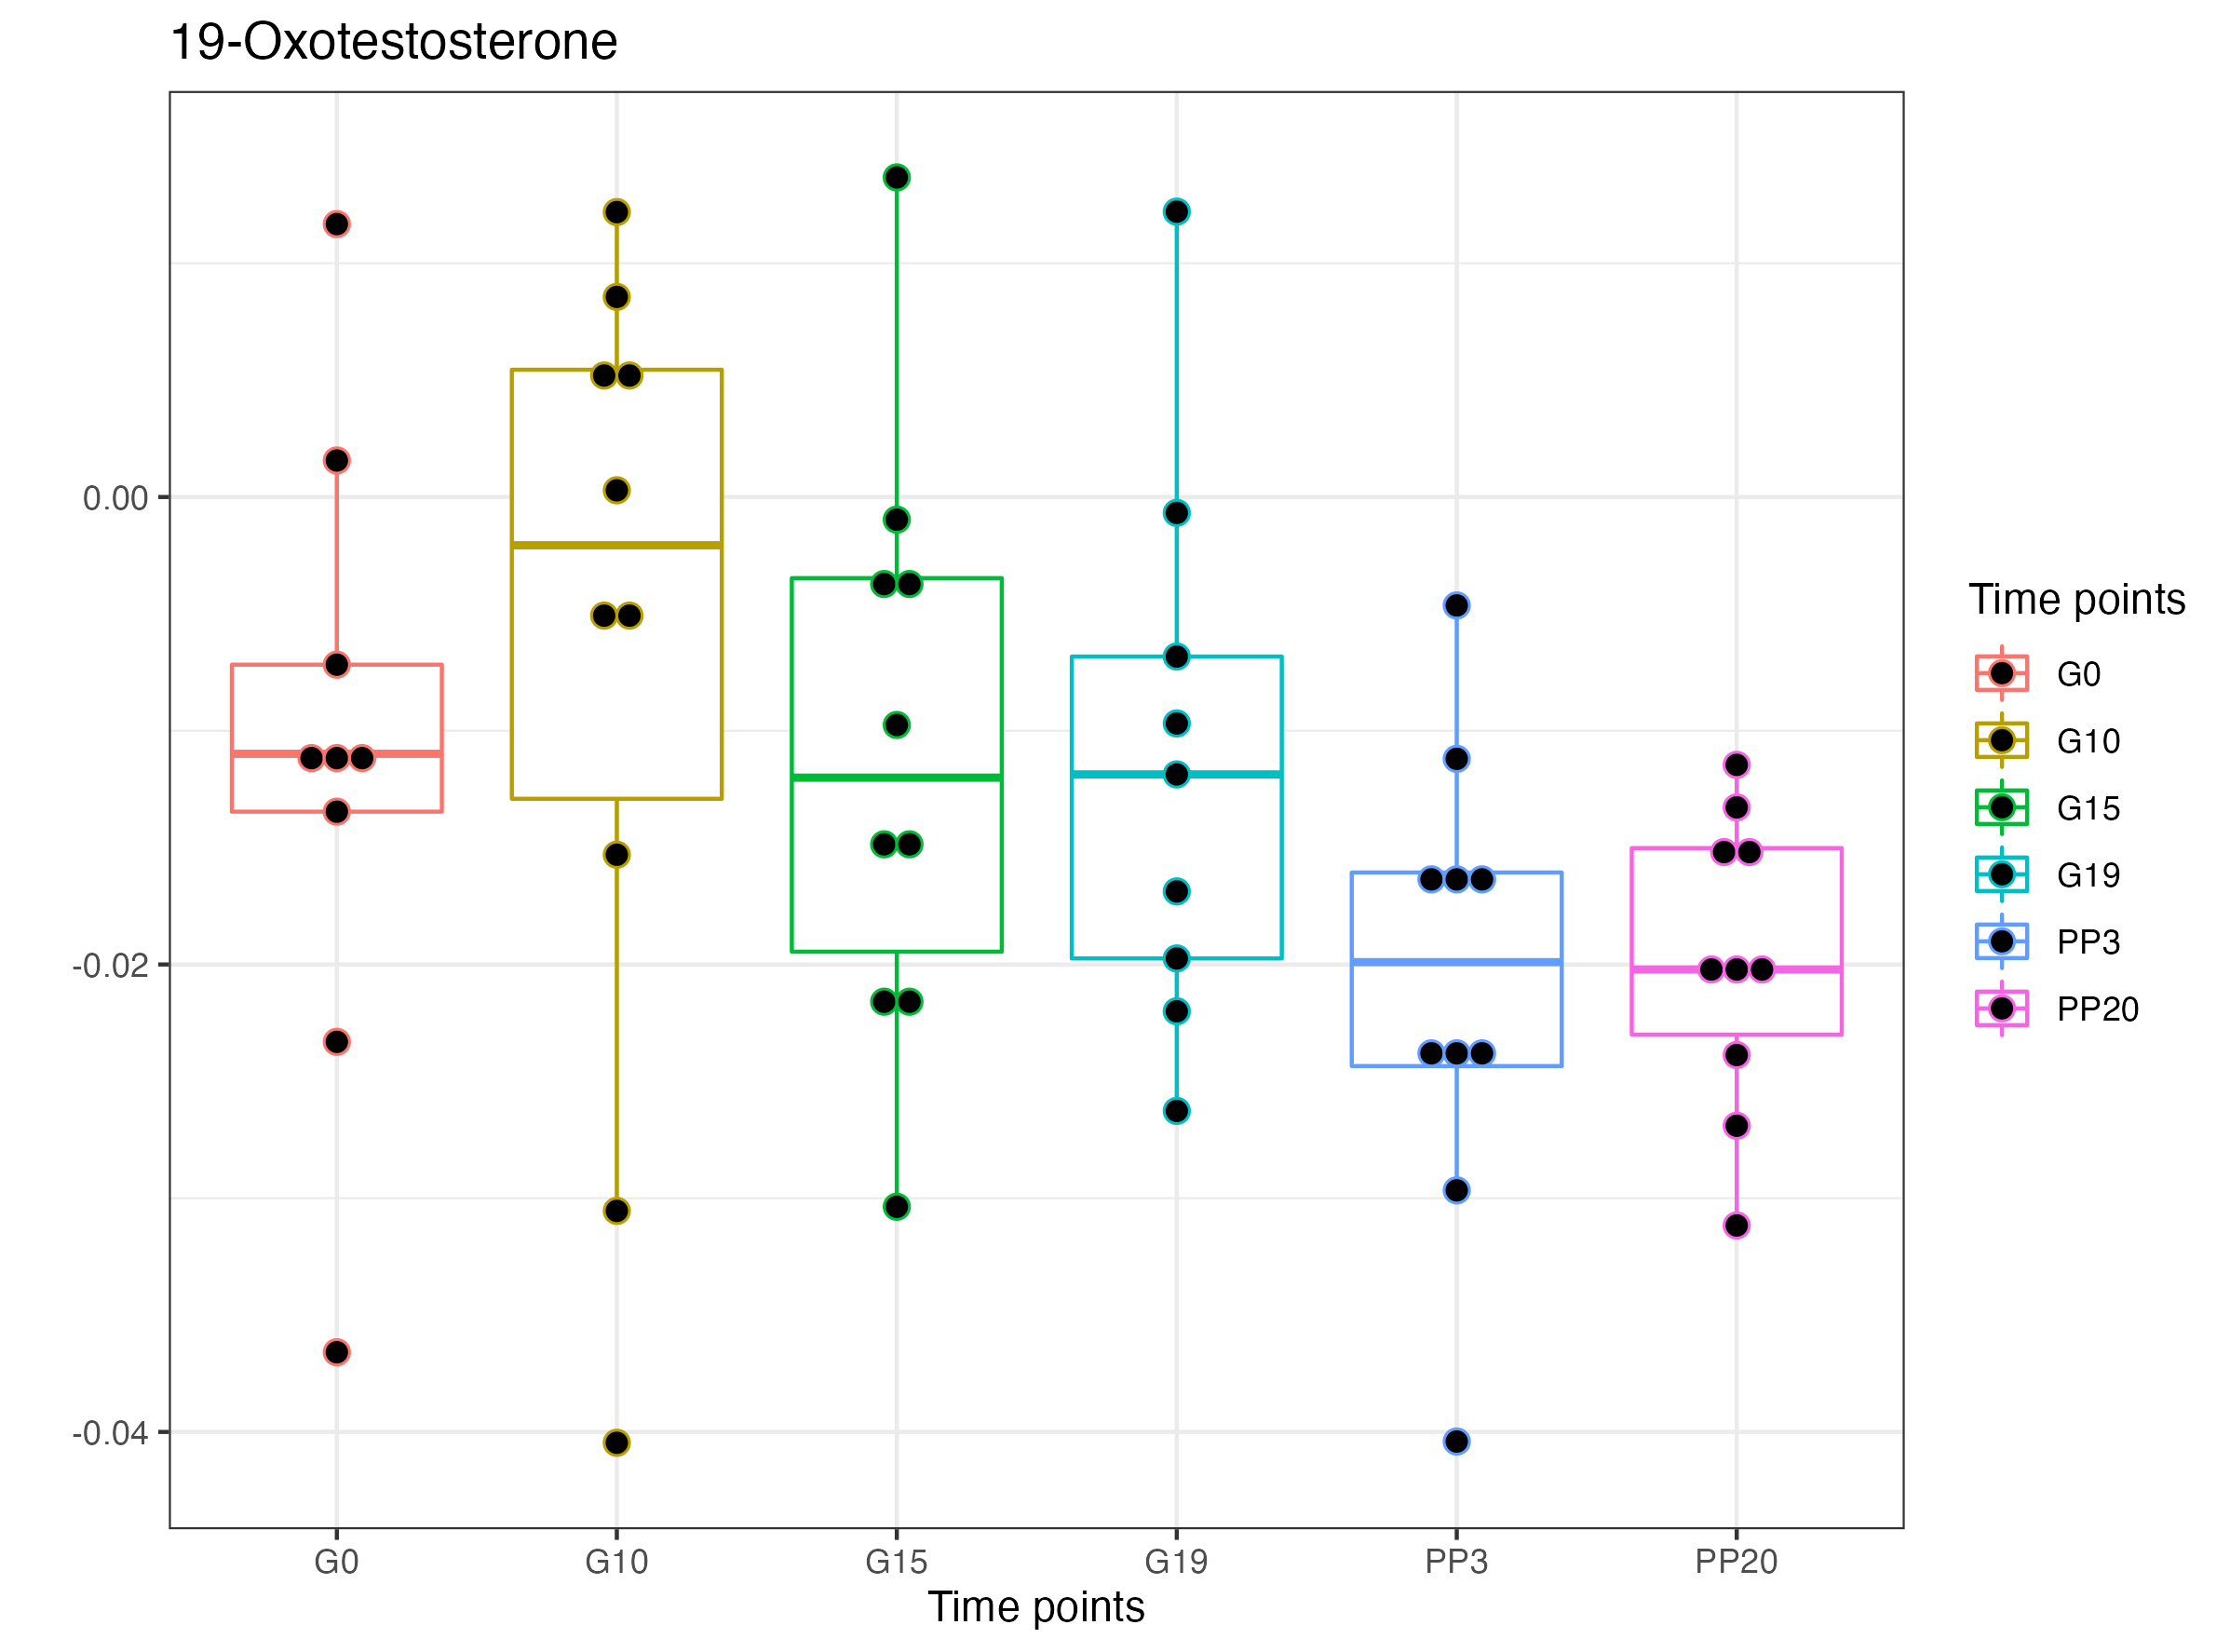 19-Oxotestosterone
0.00
-0.02
-0.04
G0 G10 G15 G19 PP3 PP20
Time points
Time points
G0
G10
G15
G19
PP3
PP20